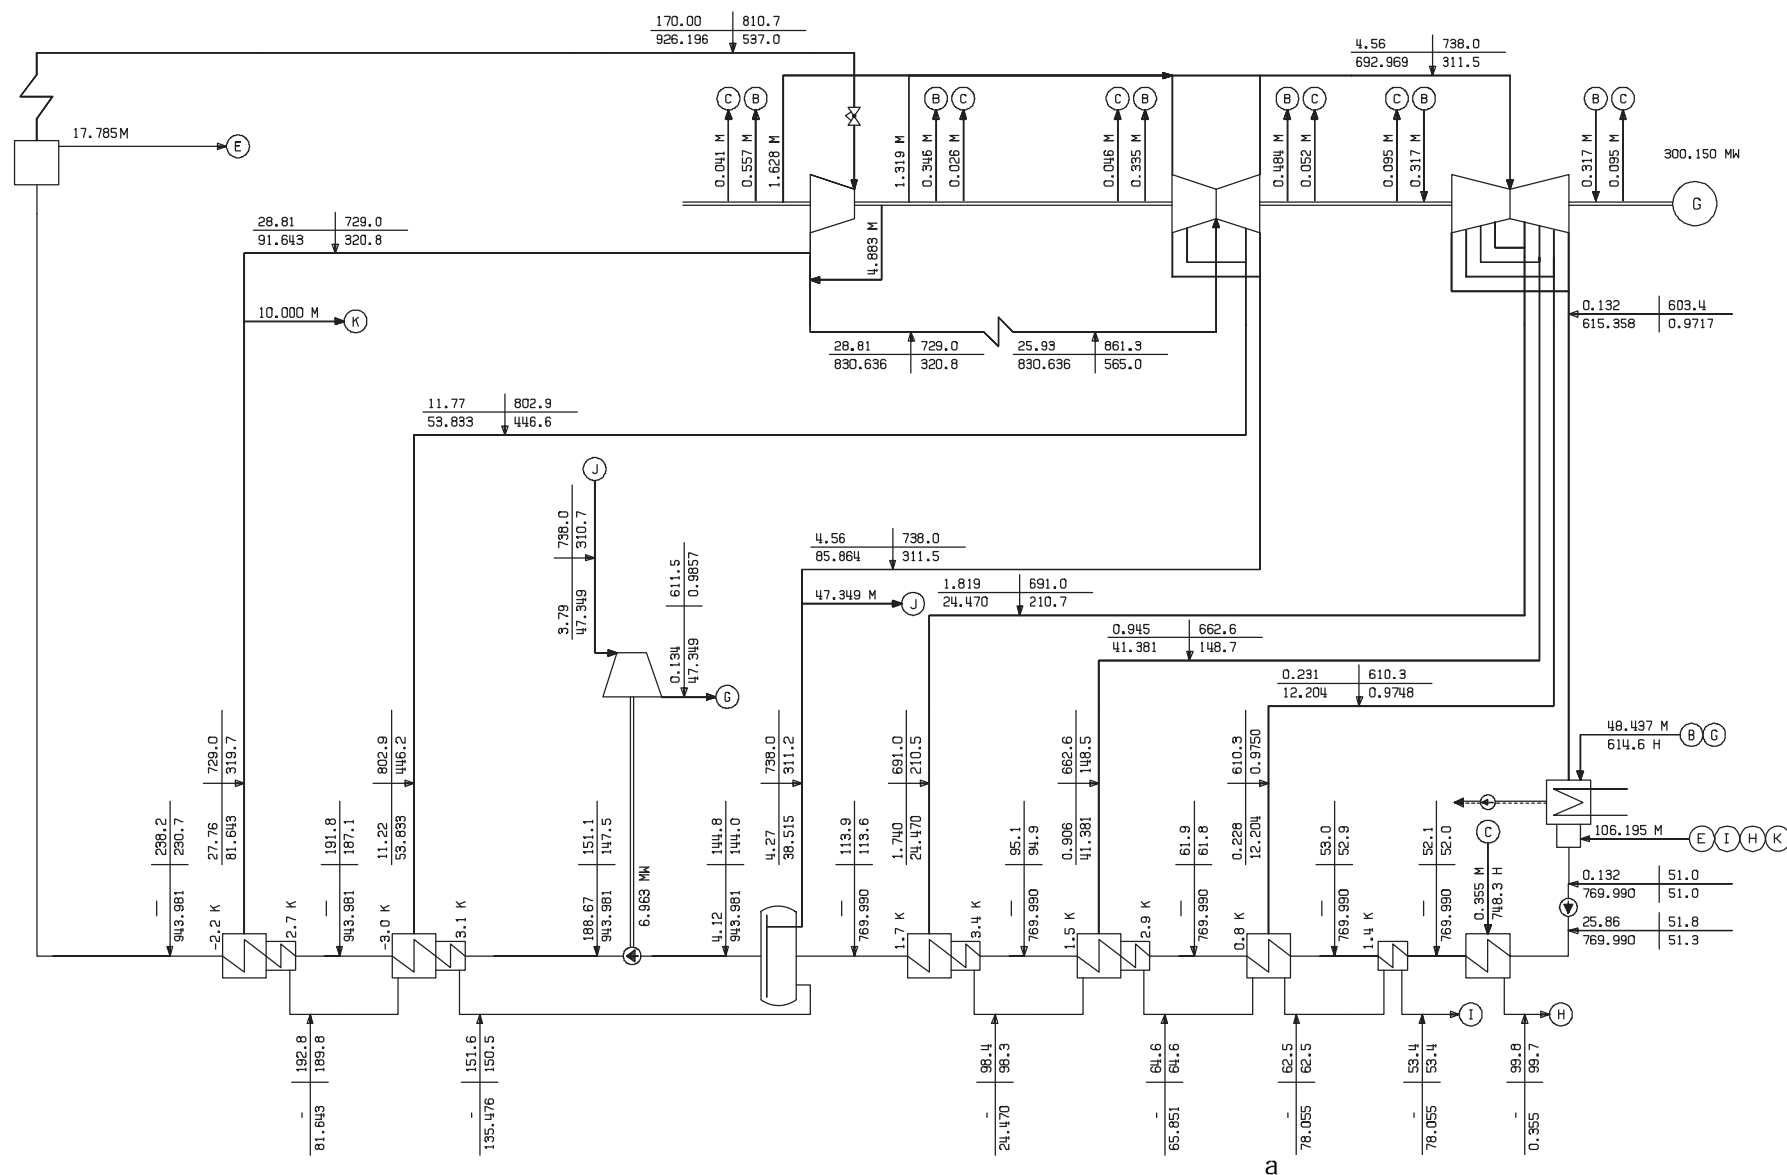 170.00 810.7
926.196 537.0
4.56 738.0
692.969 311.5
17.785M
E
C
B
B
C
C
B
B
C
C
B
B
C
0.041 M
0.557 M
1.628 M
1.319 M
0.346 M
0.026 M
0.046 M
0.335 M
0.484 M
0.052 M
0.095 M
0.317 M
0.317 M
0.095 M
300.150 MW
G
28.81 729.0
91.643 320.8
4.883 M
10.000 M
K
0.132 603.4
615.358 0.9717
28.81 729.0
830.636 320.8
25.93 861.3
830.636 565.0
11.77 802.9
53.833 446.6
J
738.0
310.7
3.79
47.349
611.5
0.9857
0.134
47.349
G
4.56 738.0
85.864 311.5
47.349 M
J
1.819 691.0
24.470 210.7
0.945 662.6
41.381 148.7
0.231 610.3
12.204 0.9748
48.437 M
614.6 H
B G
106.195 M
E I H K
0.132 51.0
769.990 51.0
25.86 51.8
769.990 51.3
C
0.355 M
748.3 H
238.2
230.7
—
943.981
729.0
319.7
27.76
81.643
-2.2 K
2.7 K
191.8
187.1
—
943.981
802.9
446.2
11.22
53.833
-3.0 K
3.1 K
151.1
147.5
188.67
943.981
6.963 MW
144.8
144.0
4.12
943.981
738.0
311.2
4.27
38.515
113.9
113.6
—
769.990
691.0
210.5
1.740
24.470
1.7 K
3.4 K
95.1
94.9
—
769.990
662.6
148.5
0.906
41.381
1.5 K
2.9 K
61.9
61.8
—
769.990
610.3
0.9750
0.228
12.204
0.8 K
53.0
52.9
—
769.990
1.4 K
52.1
52.0
—
769.990
I
H
192.8
189.8
-
81.643
151.6
150.5
-
135.476
98.4
98.3
-
24.470
64.6
64.6
-
65.851
62.5
62.5
-
78.055
53.4
53.4
-
78.055
99.8
99.7
-
0.355
a